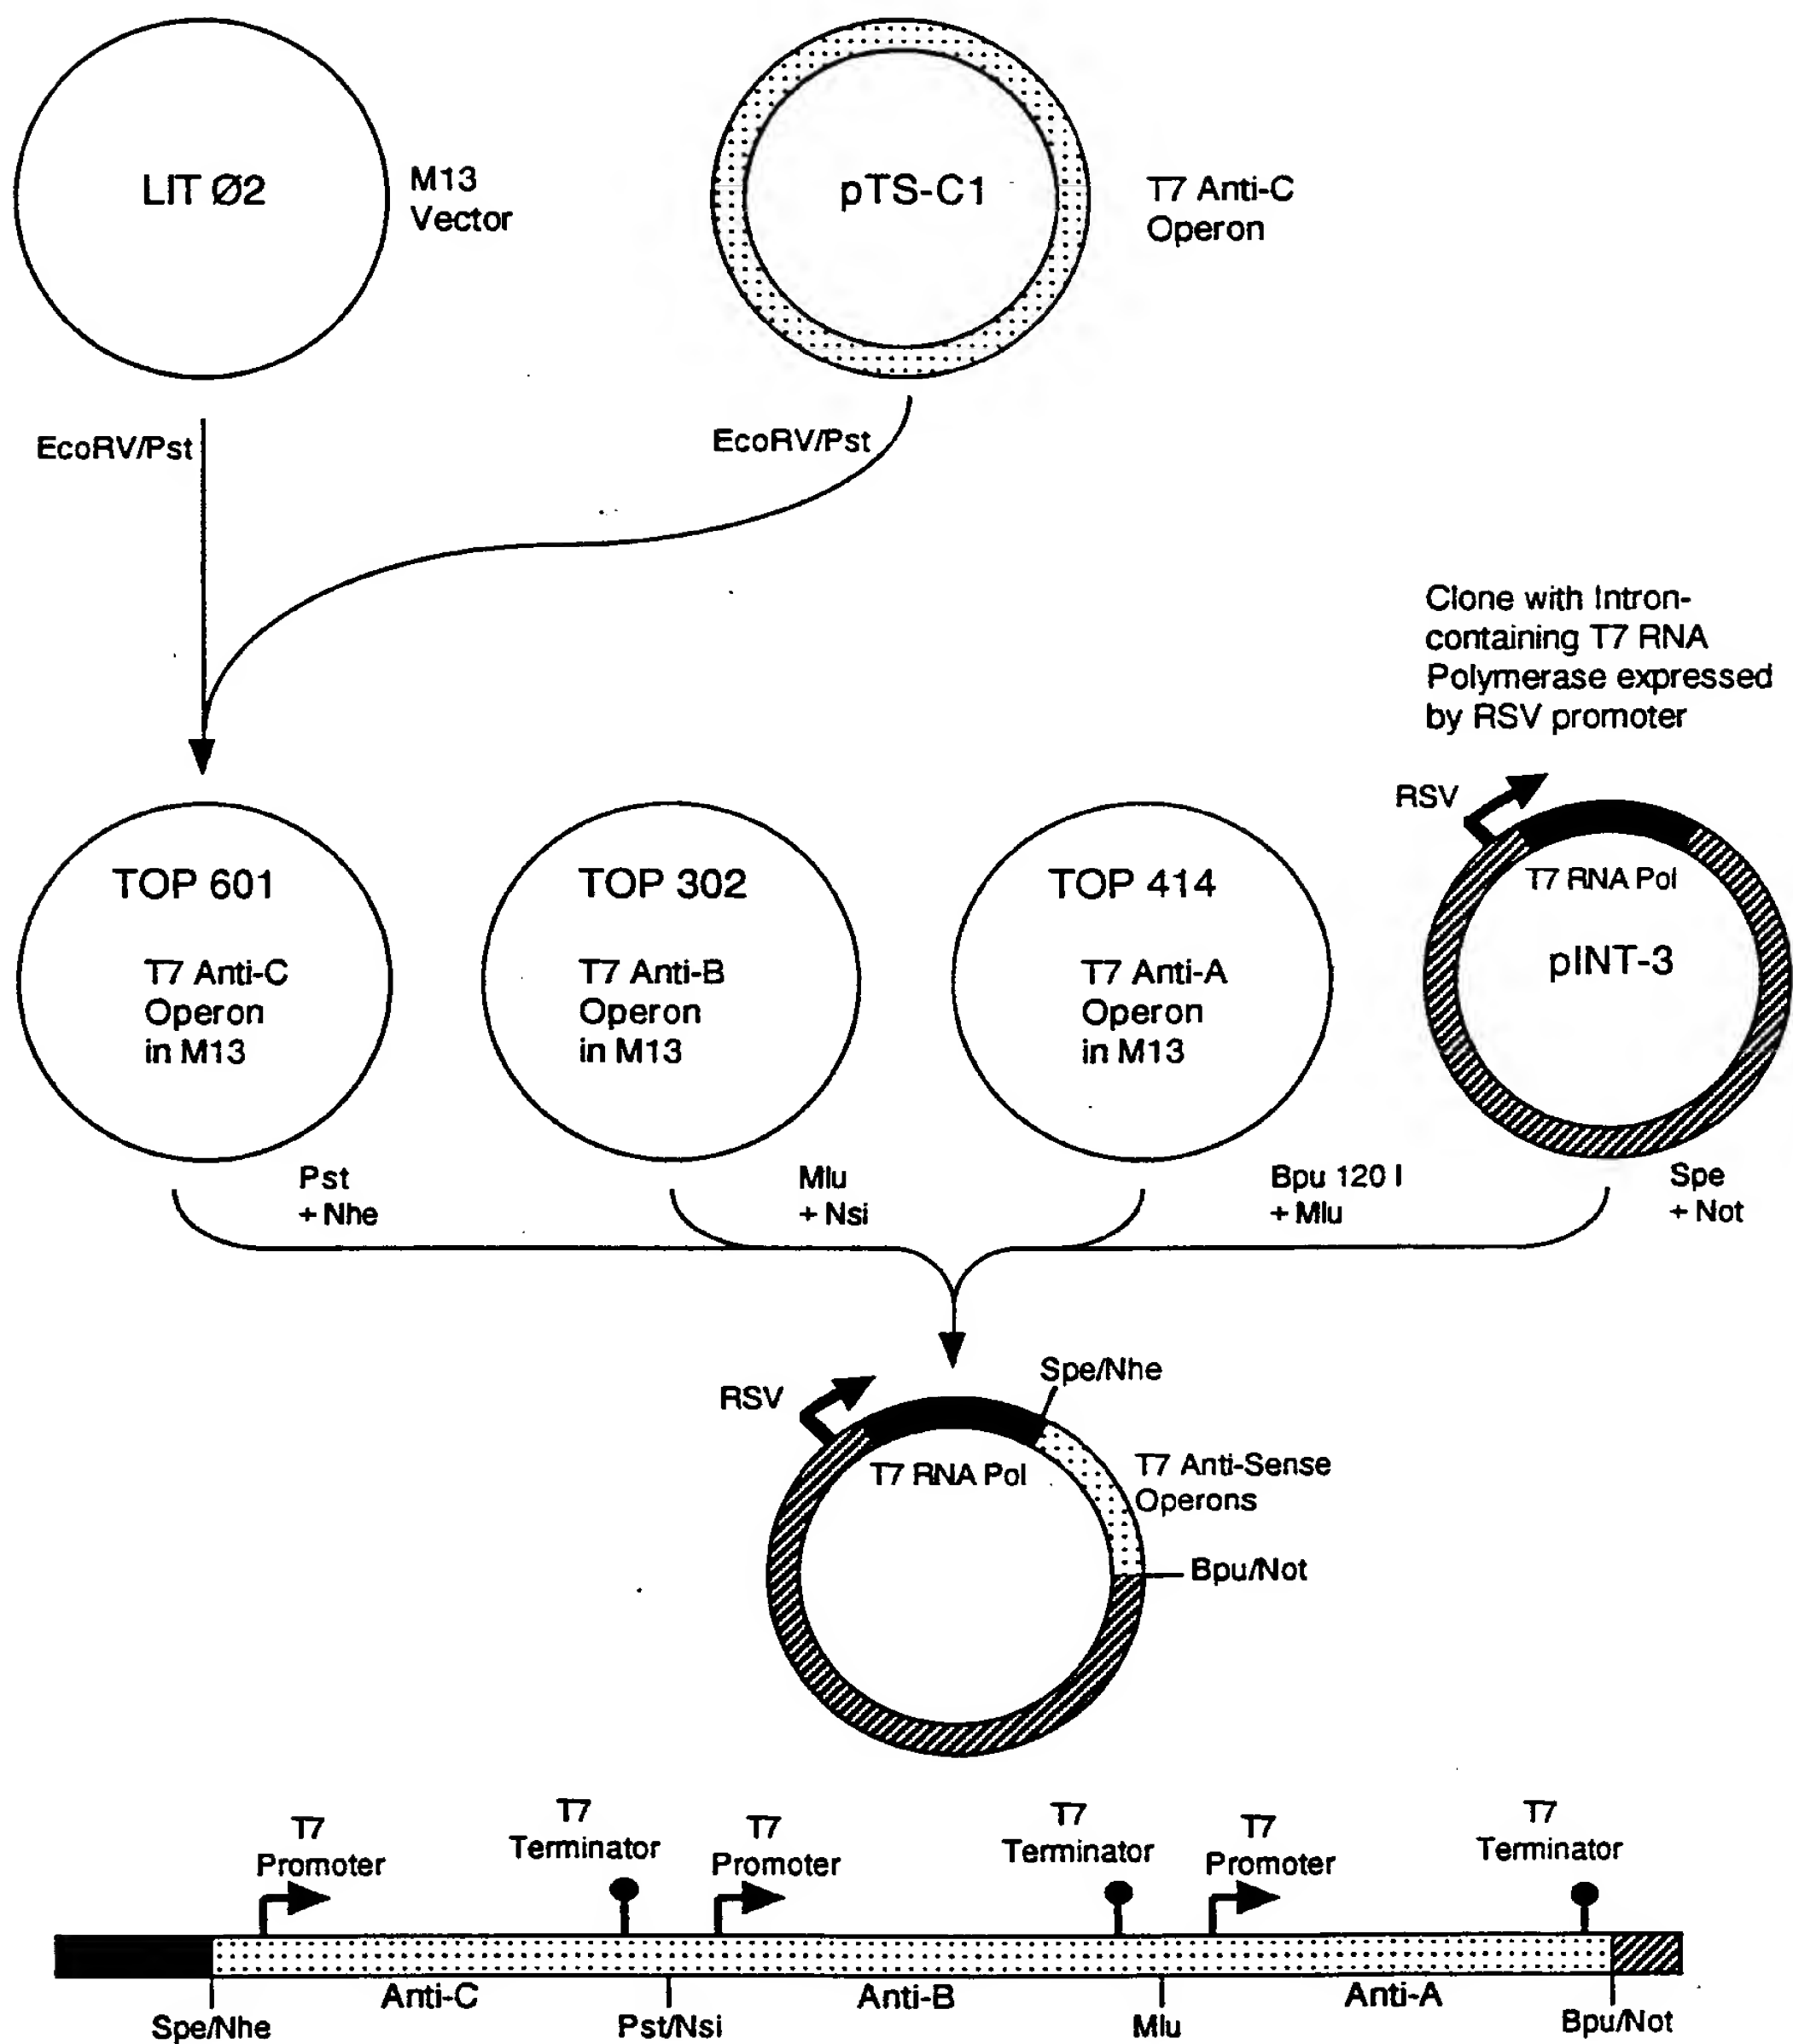 LIT Ø2
M13
Vector
pTS-C1
T7 Anti-C
Operon
EcoRV/Pst
EcoRV/Pst
Clone with Intron-
containing T7 RNA
Polymerase expressed
by RSV promoter
RSV
TOP 601
T7 Anti-C
Operon
in M13
TOP 302
T7 Anti-B
Operon
in M13
TOP 414
T7 Anti-A
Operon
in M13
T7 RNA Pol
pINT-3
Pst
+ Nhe
Mlu
+ Nsi
Bpu 120 I
+ Mlu
Spe
+ Not
RSV
Spe/Nhe
T7 RNA Pol
T7 Anti-Sense
Operons
Bpu/Not
T7
Promoter
T7
Terminator
T7
Promoter
T7
Terminator
T7
Promoter
T7
Terminator
Anti-C
Anti-B
Anti-A
Spe/Nhe
Pst/Nsi
Mlu
Bpu/Not